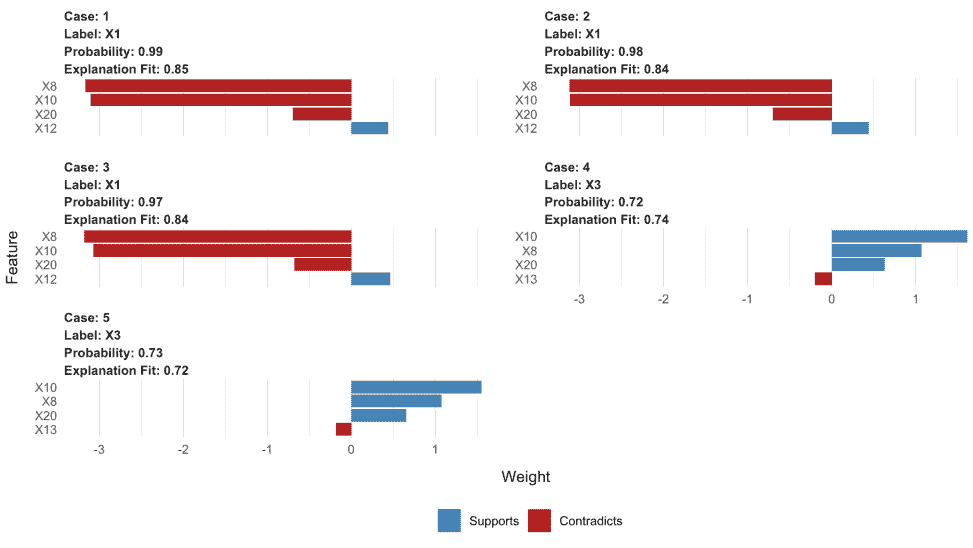 Case: 1
Label: X1
Probability: 0.99
Explanation Fit: 0.85
X8
X10
X20
X12
Case: 2
Label: X1
Probability: 0.98
Explanation Fit: 0.84
X8
X10
X20
X12
Case: 3
Label: X1
Probability: 0.97
Explanation Fit: 0.84
X8
X10
X20
X12
Case: 4
Label: X3
Probability: 0.72
Explanation Fit: 0.74
X10
X8
X20
X13
-3 -2 -1 0 1
Case: 5
Label: X3
Probability: 0.73
Explanation Fit: 0.72
X10
X8
X20
X13
-3 -2 -1 0 1
Feature
Weight
Supports Contradicts